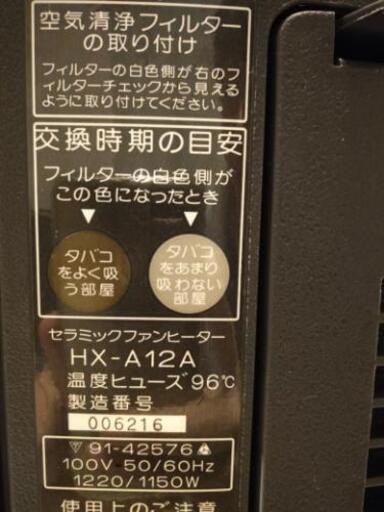 空気清浄フィルター
の取り付け
フィルターの白色側が右のフ
ィルターチェックから見える
ように取り付けてください。
交換時期の目安
フィルターの白色側が
この色になったとき
タバコ
をよく吸
う部屋
タバコ
をあまり
吸わない
部屋
セラミックファンヒーター
HX-A12A
温度ヒューズ96℃
製造番号
006216
91-42576
100V-50/60Hz
1220/1150W
使用上のご注意